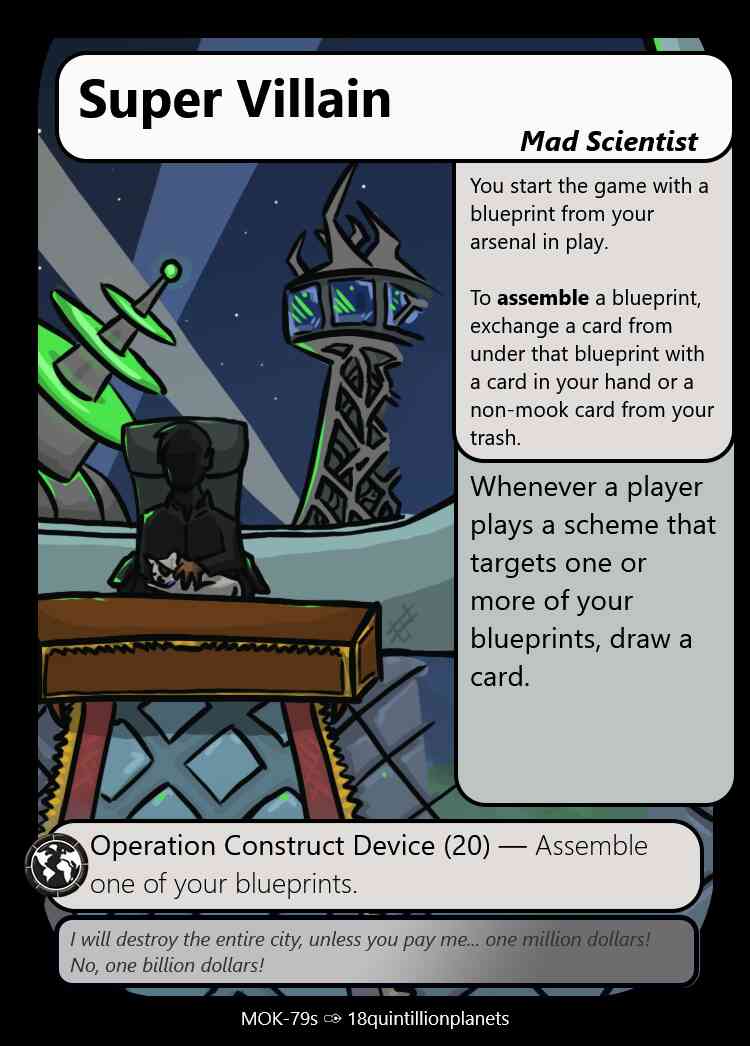 Super Villain
Mad Scientist
You start the game with a
blueprint from your
arsenal in play.
To assemble a blueprint,
exchange a card from
under that blueprint with
a card in your hand or a
non-mook card from your
trash.
Whenever a player
plays a scheme that
targets one or
more of your
blueprints, draw a
card.
Operation Construct Device (20) — Assemble
one of your blueprints.
I will destroy the entire city, unless you pay me... one million dollars!
No, one billion dollars!
MOK-79s ⚩ 18quintillionplanets